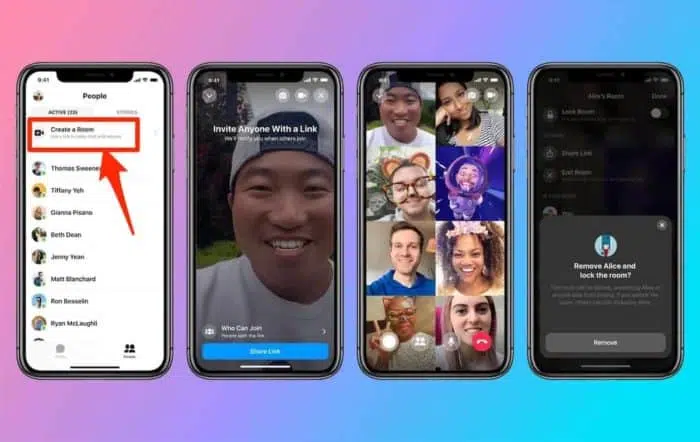 9:41
People
ACTIVE (23)
STORIES
Create a Room
Thomas Sweene
Tiffany Yeh
Gianna Pisano
Beth Dean
Jenny Yean
Matt Blanchard
Ron Besselin
Ryan McLaughli
People
9:41
Invite Anyone With a Link
We'll notify you when others join
Who Can Join
People with the link
Share Link
9:41
9:41
Alex's Room
Done
Lock Room
Share Link
End Room
Remove Alice and
lock the room?
Remove